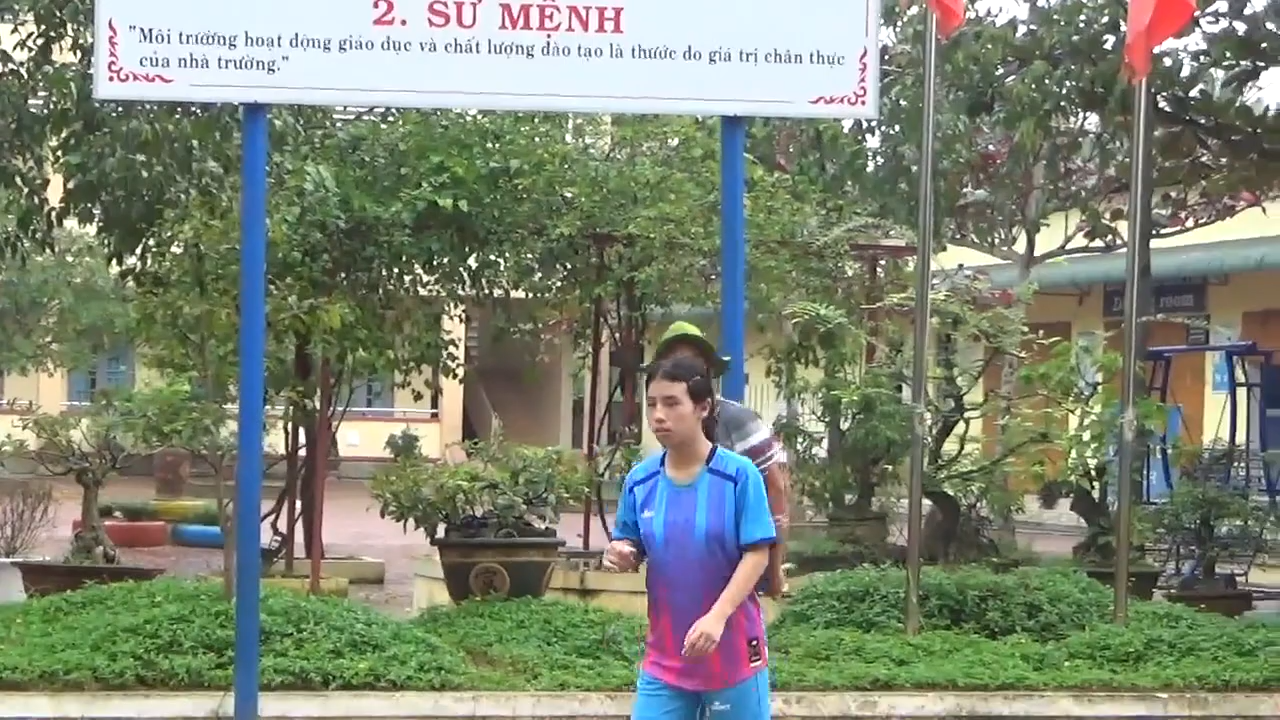 2. SỨ MỆNH
"Môi trường hoạt động giáo dục và chất lượng đào tạo là thước đo giá trị chân thực
của nhà trường."
room